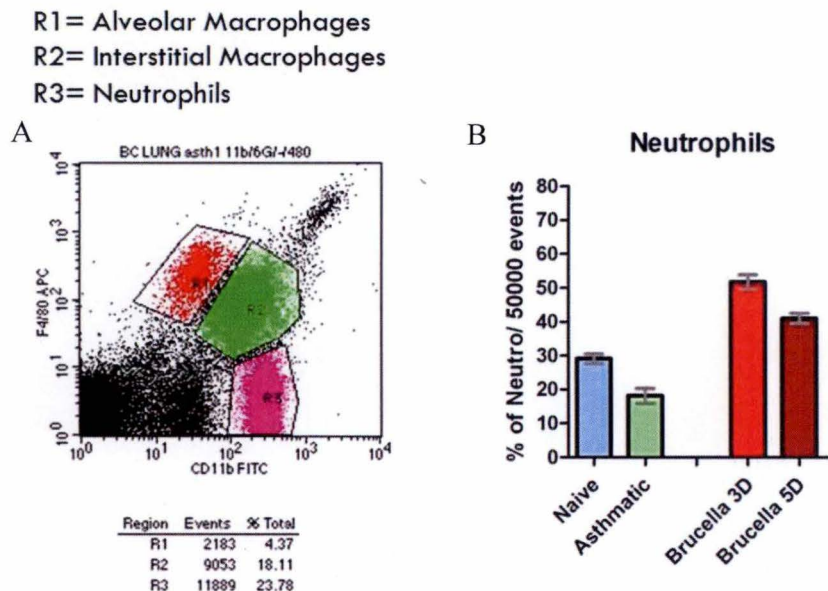 R1= Alveolar Macrophages
R2= Interstitial Macrophages
R3= Neutrophils
A
BC LUNG asth1 11b/6G/-/480
F4/80 APC
10^4
10^3
10^2
10^1
10^0
R1
R2
R3
10^0 10^1 10^2 10^3 10^4
CD11b FITC
Region Events % Total
R1 2183 4.37
R2 9053 18.11
R3 11889 23.78
B
Neutrophils
% of Neutro/ 50000 events
80
70
60
50
40
30
20
10
0
Naive
Asthmatic
Brucella 3D
Brucella 5D